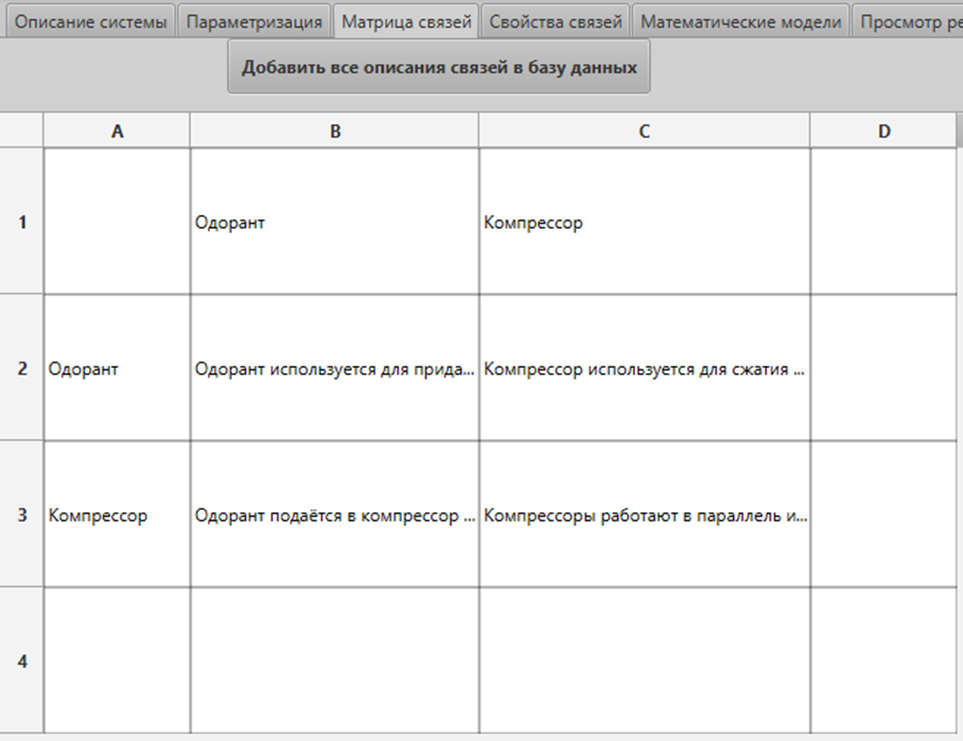 Описание системы Параметризация Матрица связей Свойства связей Математические модели Просмотр ре
Добавить все описания связей в базу данных
A B C D
1 Одорант Компрессор
2 Одорант Одорант используется для прида... Компрессор используется для сжатия ...
3 Компрессор Одорант подаётся в компрессор ... Компрессоры работают в параллель и...
4